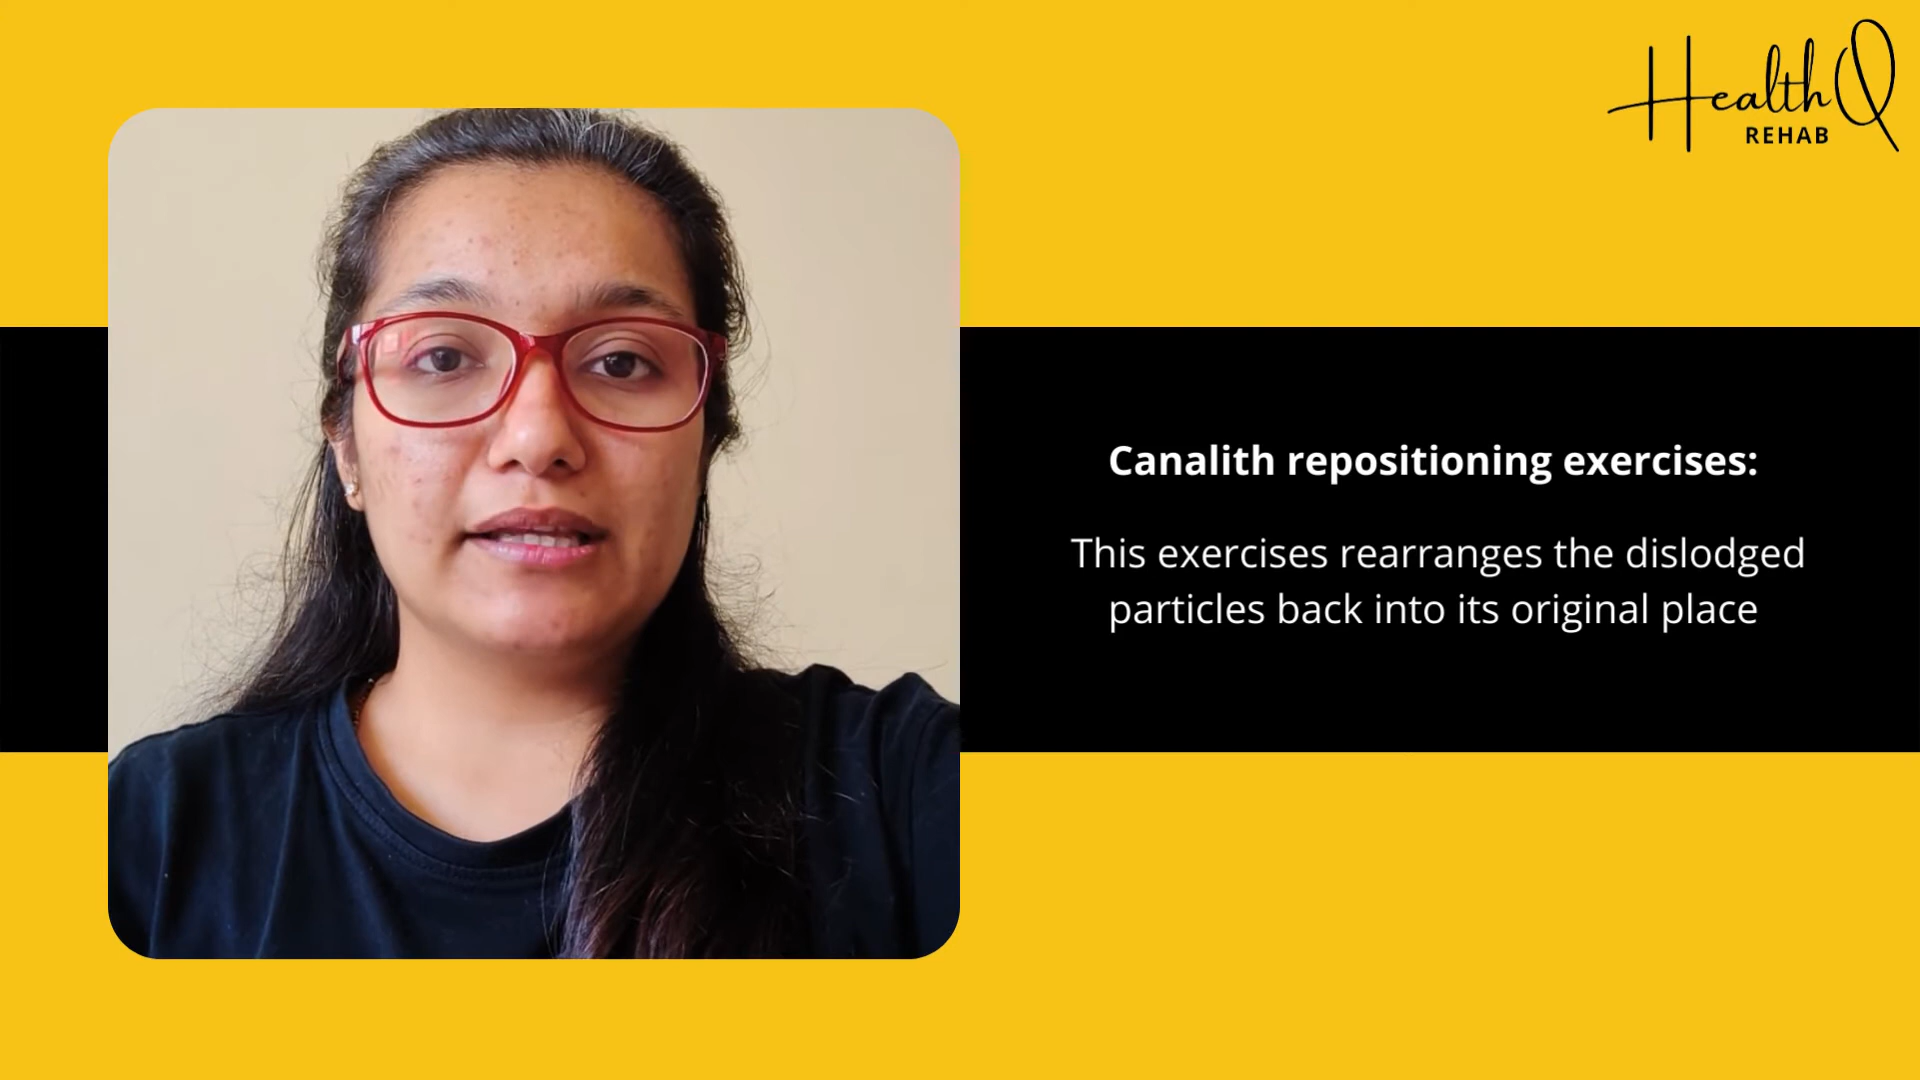 HealthQ
REHAB
Canalith repositioning exercises:
This exercises rearranges the dislodged
particles back into its original place